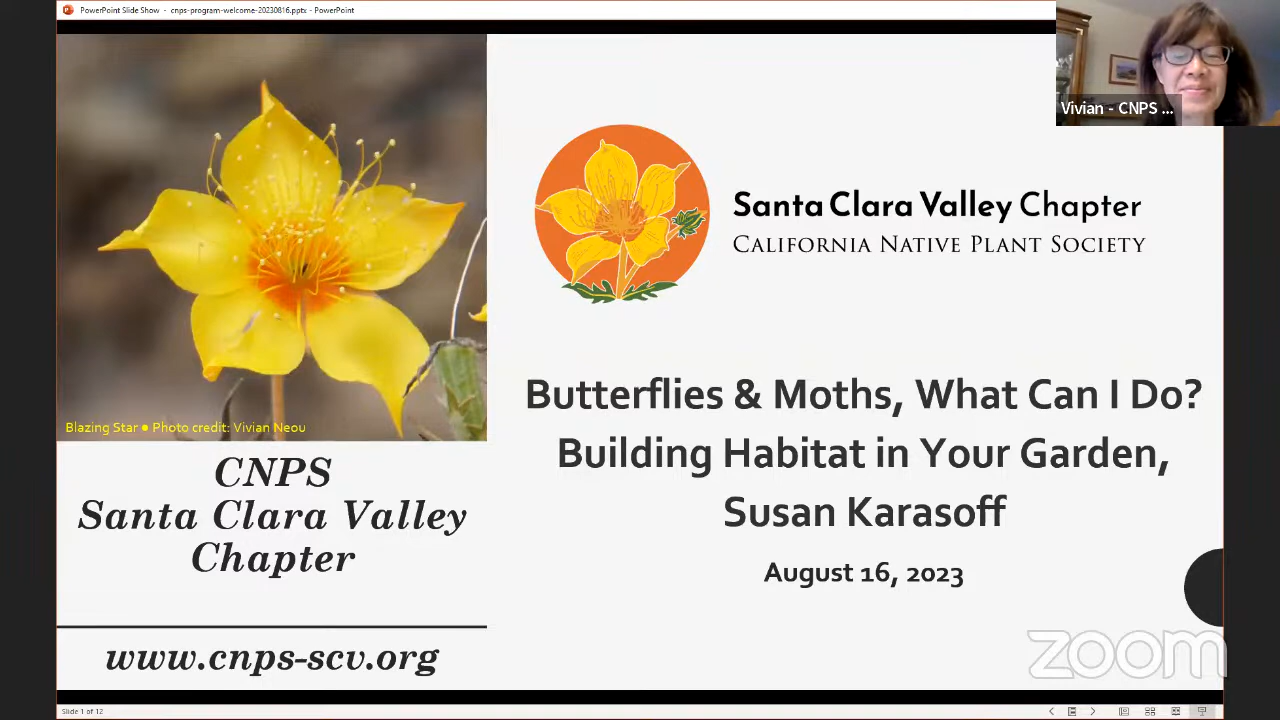 PowerPoint Slide Show - cnps-program-welcome-20230816.pptx - PowerPoint
Vivian - CNPS ...
Santa Clara Valley Chapter
CALIFORNIA NATIVE PLANT SOCIETY
Blazing Star ● Photo credit: Vivian Neou
CNPS
Santa Clara Valley
Chapter
www.cnps-scv.org
Butterflies & Moths, What Can I Do?
Building Habitat in Your Garden,
Susan Karasoff
August 16, 2023
zoom
Slide 1 of 12